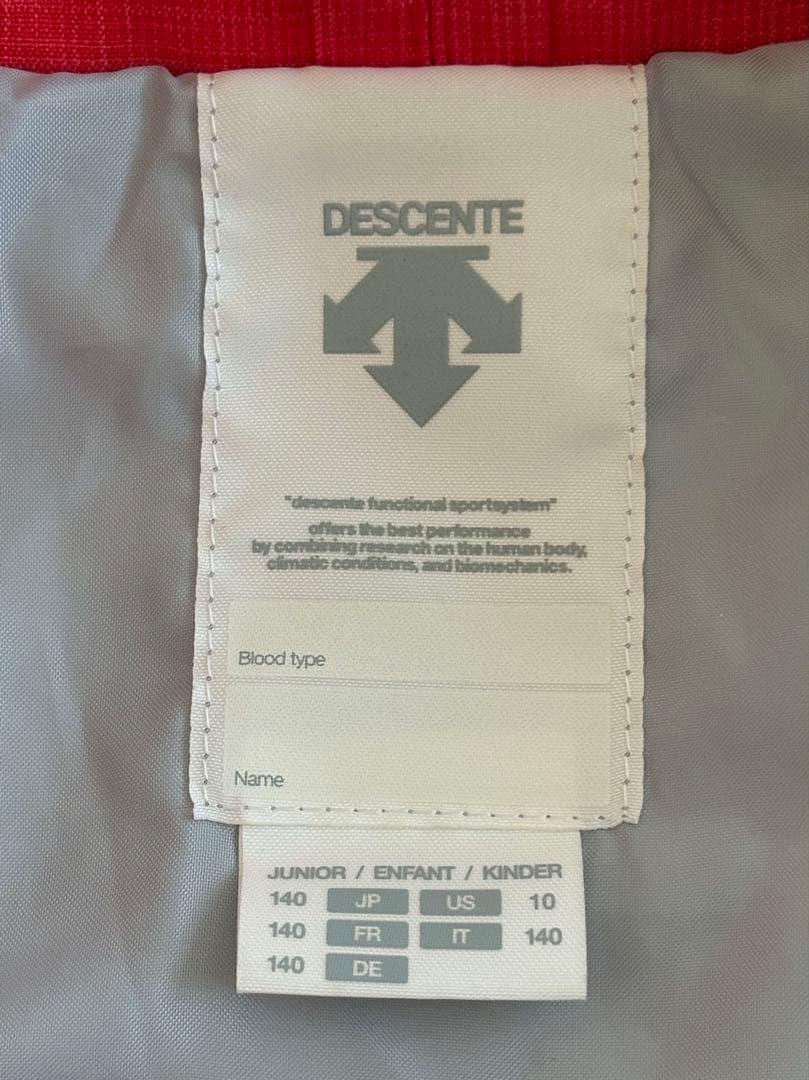 DESCENTE
"descente functional sportsystem"
offers the best performance
by combining research on the human body,
climatic conditions, and biomechanics.
Blood type
Name
JUNIOR / ENFANT / KINDER
140 JP US 10
140 FR IT 140
140 DE